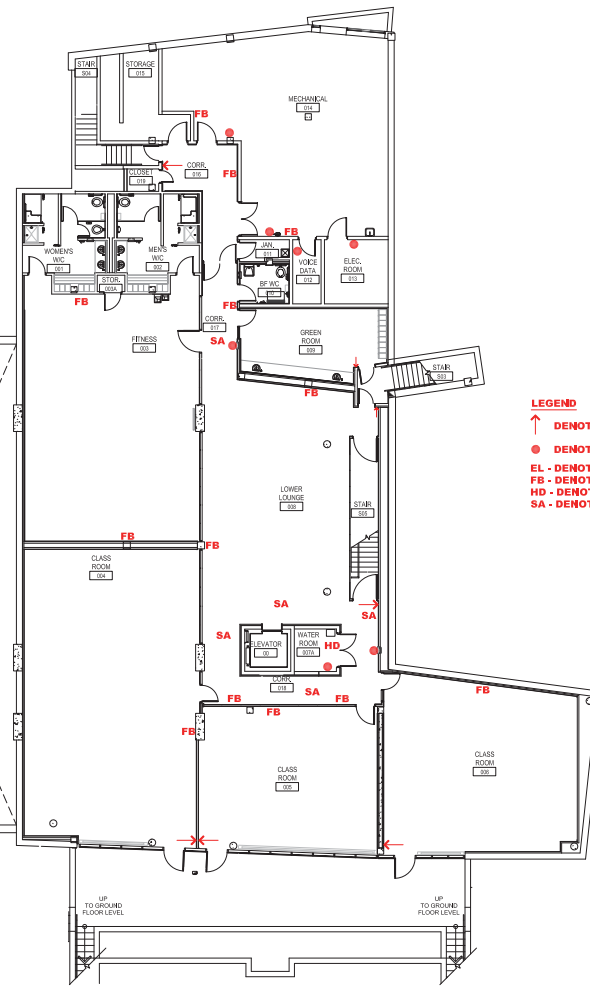 STAIR
S04
STORAGE
015
MECHANICAL
014
FB
CORR.
016
FB
CLOSET
019
WOMEN'S
W/C
001
MEN'S
W/C
002
STOR.
003A
FB
FB
JAN.
011
VOICE
DATA
012
ELEC.
ROOM
013
BF WC
010
FB
CORR.
017
SA
FITNESS
003
GREEN
ROOM
009
STAIR
S03
FB
LEGEND
DENOT
DENOT
EL - DENOT
FB - DENOT
HD - DENOT
SA - DENOT
LOWER
LOUNGE
008
STAIR
S05
FB
FB
CLASS
ROOM
004
SA
SA
SA
ELEVATOR
00
WATER
ROOM
007A
HD
CORR.
018
SA
FB
FB
FB
FB
FB
CLASS
ROOM
005
CLASS
ROOM
006
UP
TO GROUND
FLOOR LEVEL
UP
TO GROUND
FLOOR LEVEL